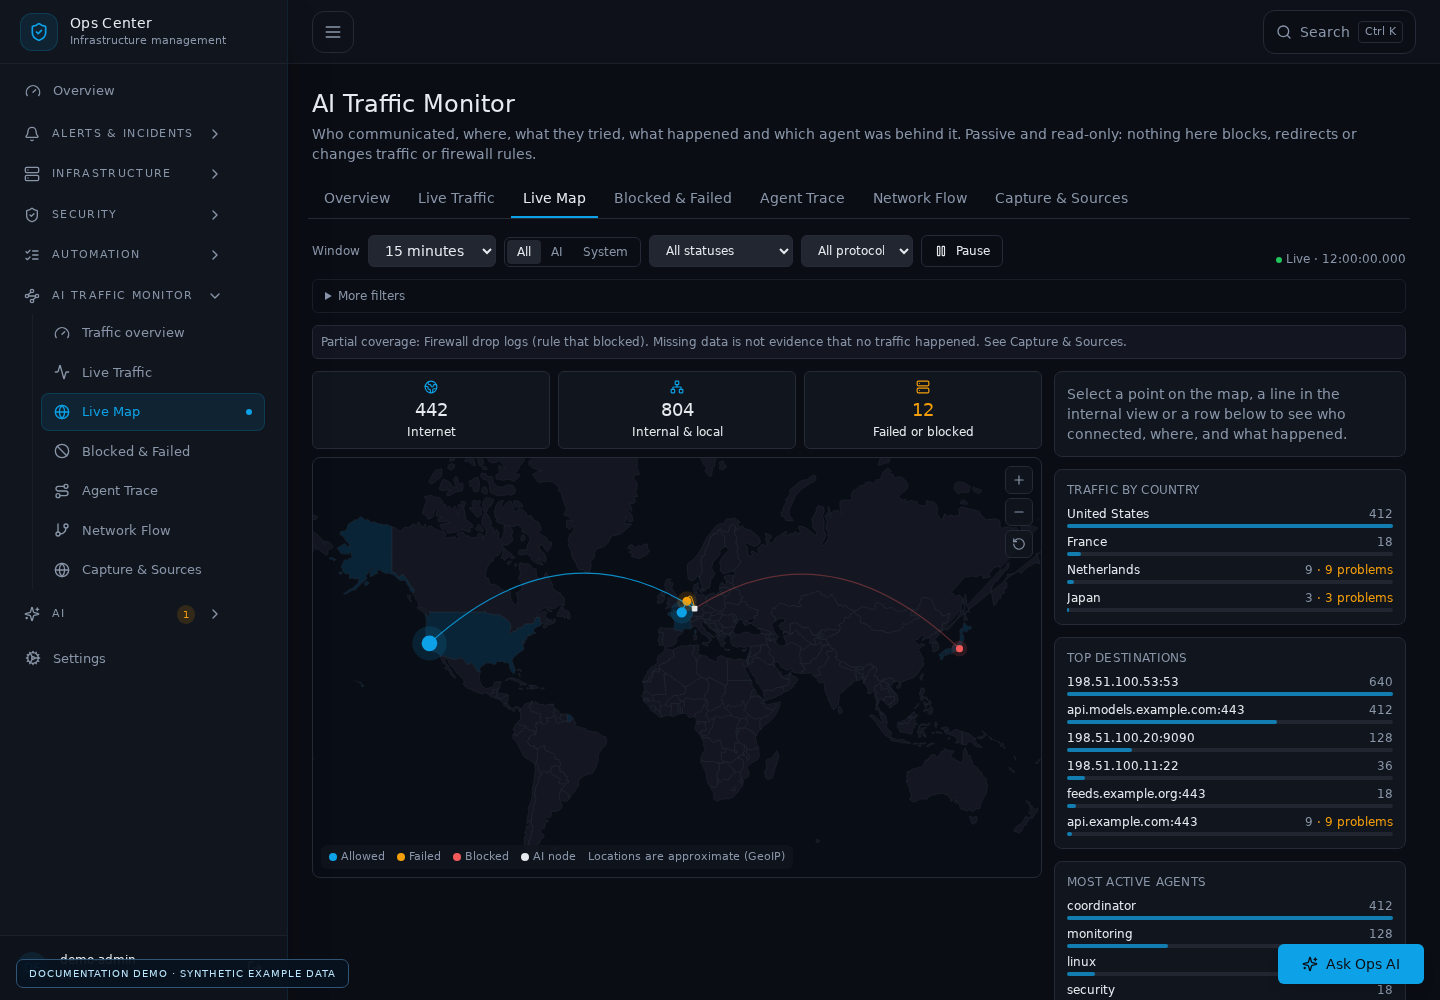 Ops Center
Infrastructure management
Search Ctrl K
Overview
ALERTS & INCIDENTS
INFRASTRUCTURE
SECURITY
AUTOMATION
AI TRAFFIC MONITOR
Traffic overview
Live Traffic
Live Map
Blocked & Failed
Agent Trace
Network Flow
Capture & Sources
AI 1
Settings
DOCUMENTATION DEMO · SYNTHETIC EXAMPLE DATA
AI Traffic Monitor
Who communicated, where, what they tried, what happened and which agent was behind it. Passive and read-only: nothing here blocks, redirects or
changes traffic or firewall rules.
Overview Live Traffic Live Map Blocked & Failed Agent Trace Network Flow Capture & Sources
Window 15 minutes All AI System All statuses All protocol Pause Live · 12:00:00.000
More filters
Partial coverage: Firewall drop logs (rule that blocked). Missing data is not evidence that no traffic happened. See Capture & Sources.
442
Internet
804
Internal & local
12
Failed or blocked
Allowed Failed Blocked AI node Locations are approximate (GeoIP)
Select a point on the map, a line in the
internal view or a row below to see who
connected, where, and what happened.
TRAFFIC BY COUNTRY
United States 412
France 18
Netherlands 9 · 9 problems
Japan 3 · 3 problems
TOP DESTINATIONS
198.51.100.53:53 640
api.models.example.com:443 412
198.51.100.20:9090 128
198.51.100.11:22 36
feeds.example.org:443 18
api.example.com:443 9 · 9 problems
MOST ACTIVE AGENTS
coordinator 412
monitoring 128
linux
security 18
Ask Ops AI